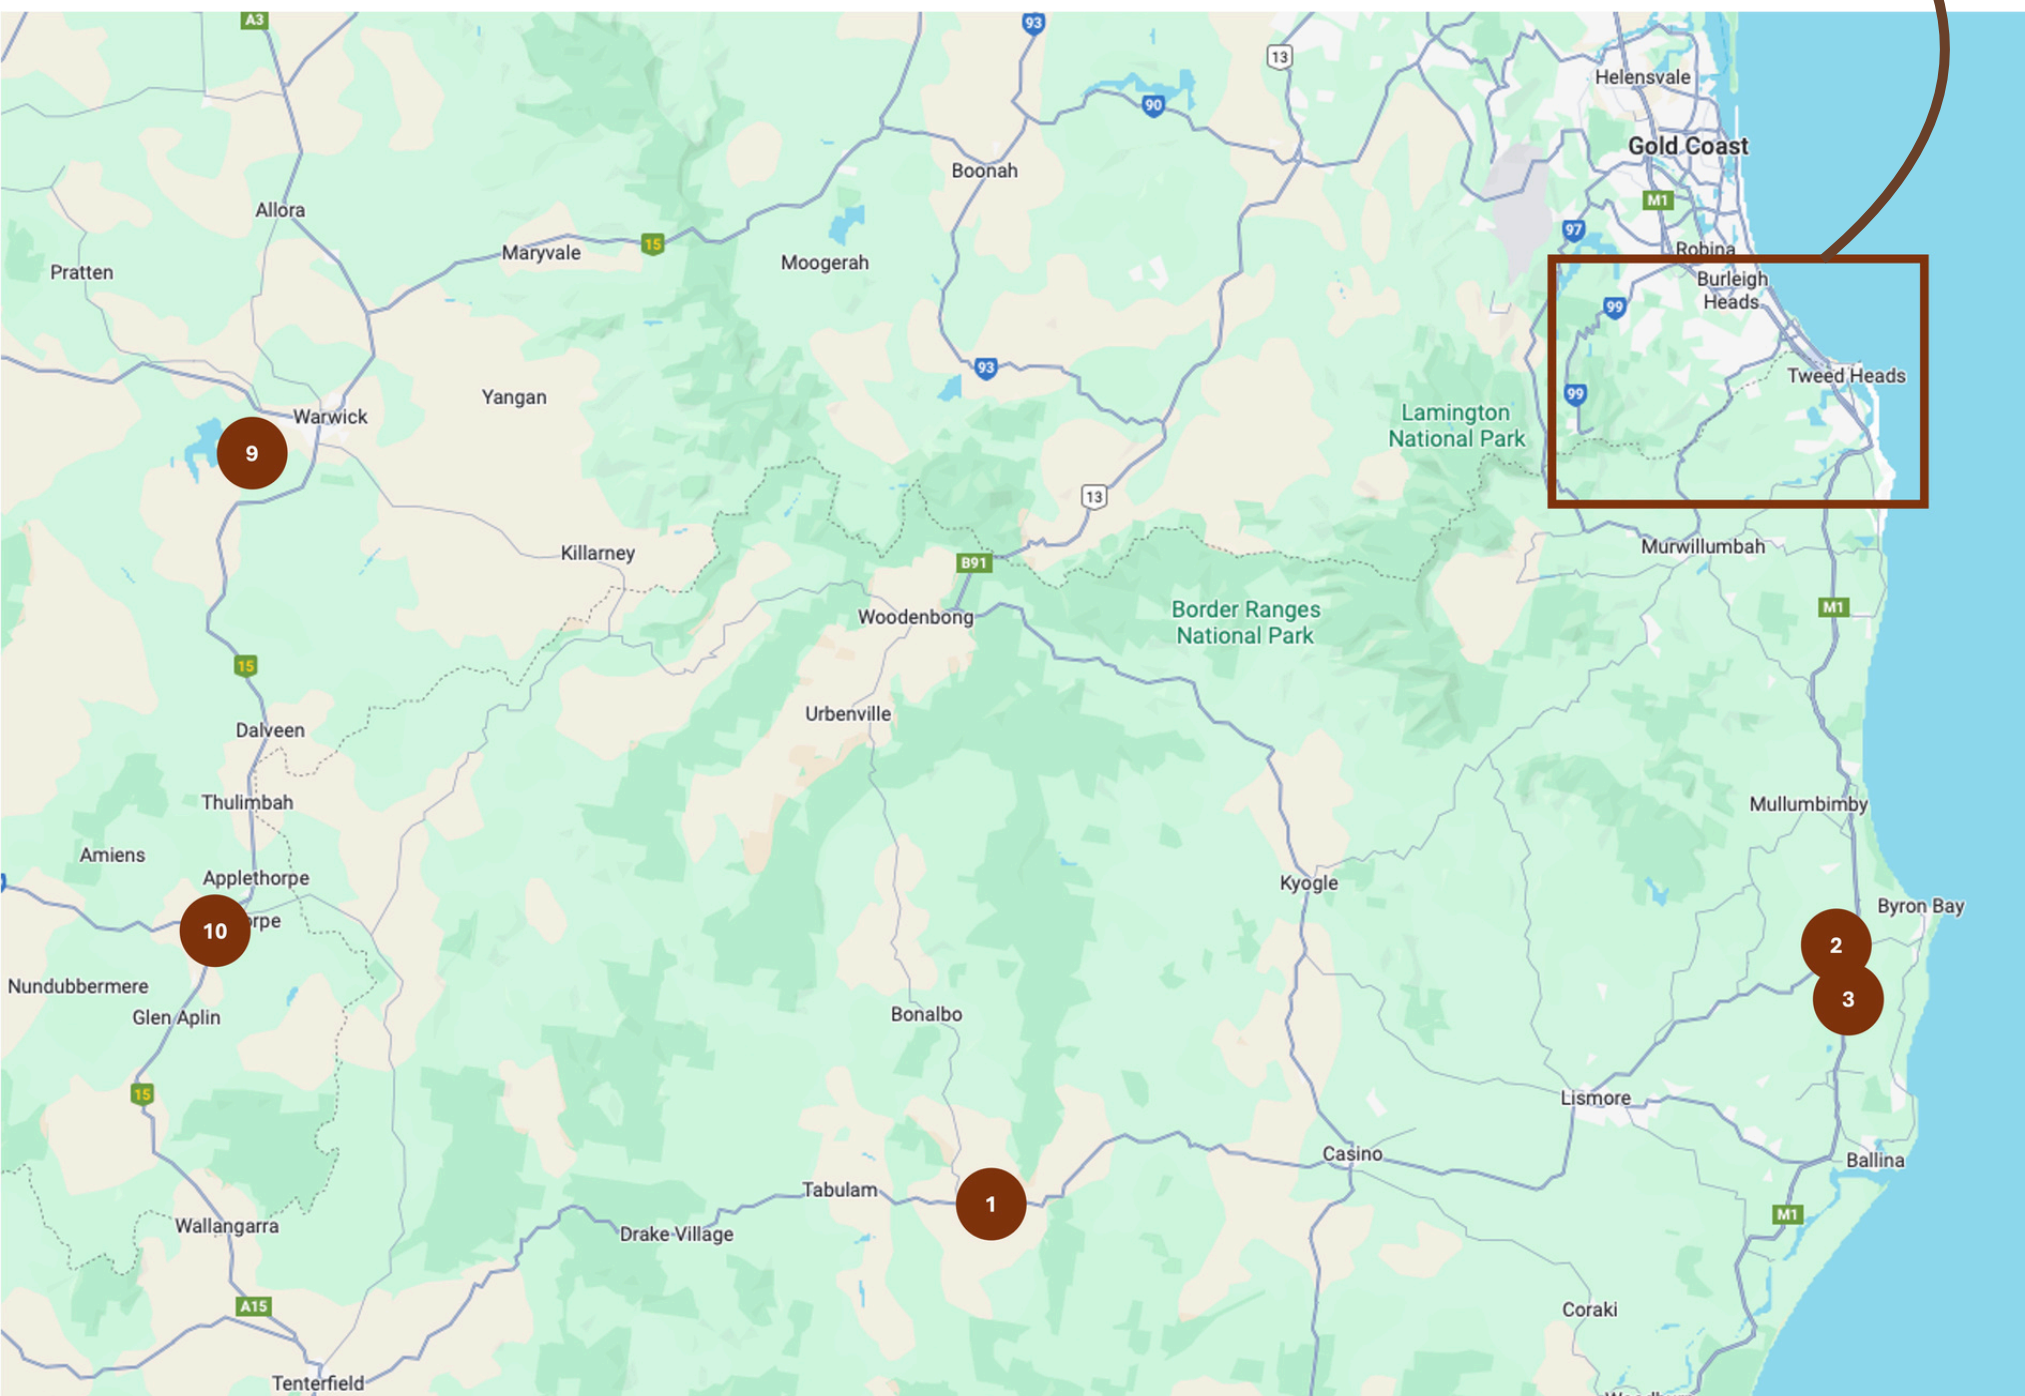 A3
93
13
Helensvale
90
Gold Coast
Boonah
M1
Allora
97
15
Robina
Maryvale
Moogerah
Pratten
Burleigh
Heads
99
93
Tweed Heads
Yangan
99
Warwick
Lamington
National Park
9
13
Killarney
Murwillumbah
B91
Woodenbong
Border Ranges
National Park
M1
15
Urbenville
Dalveen
Thulimbah
Mullumbimby
Amiens
Applethorpe
Kyogle
Byron Bay
10
orpe
2
Nundubbermere
3
Glen Aplin
Bonalbo
15
Lismore
Casino
Ballina
Tabulam
1
M1
Wallangarra
Drake Village
A15
Coraki
Tenterfield